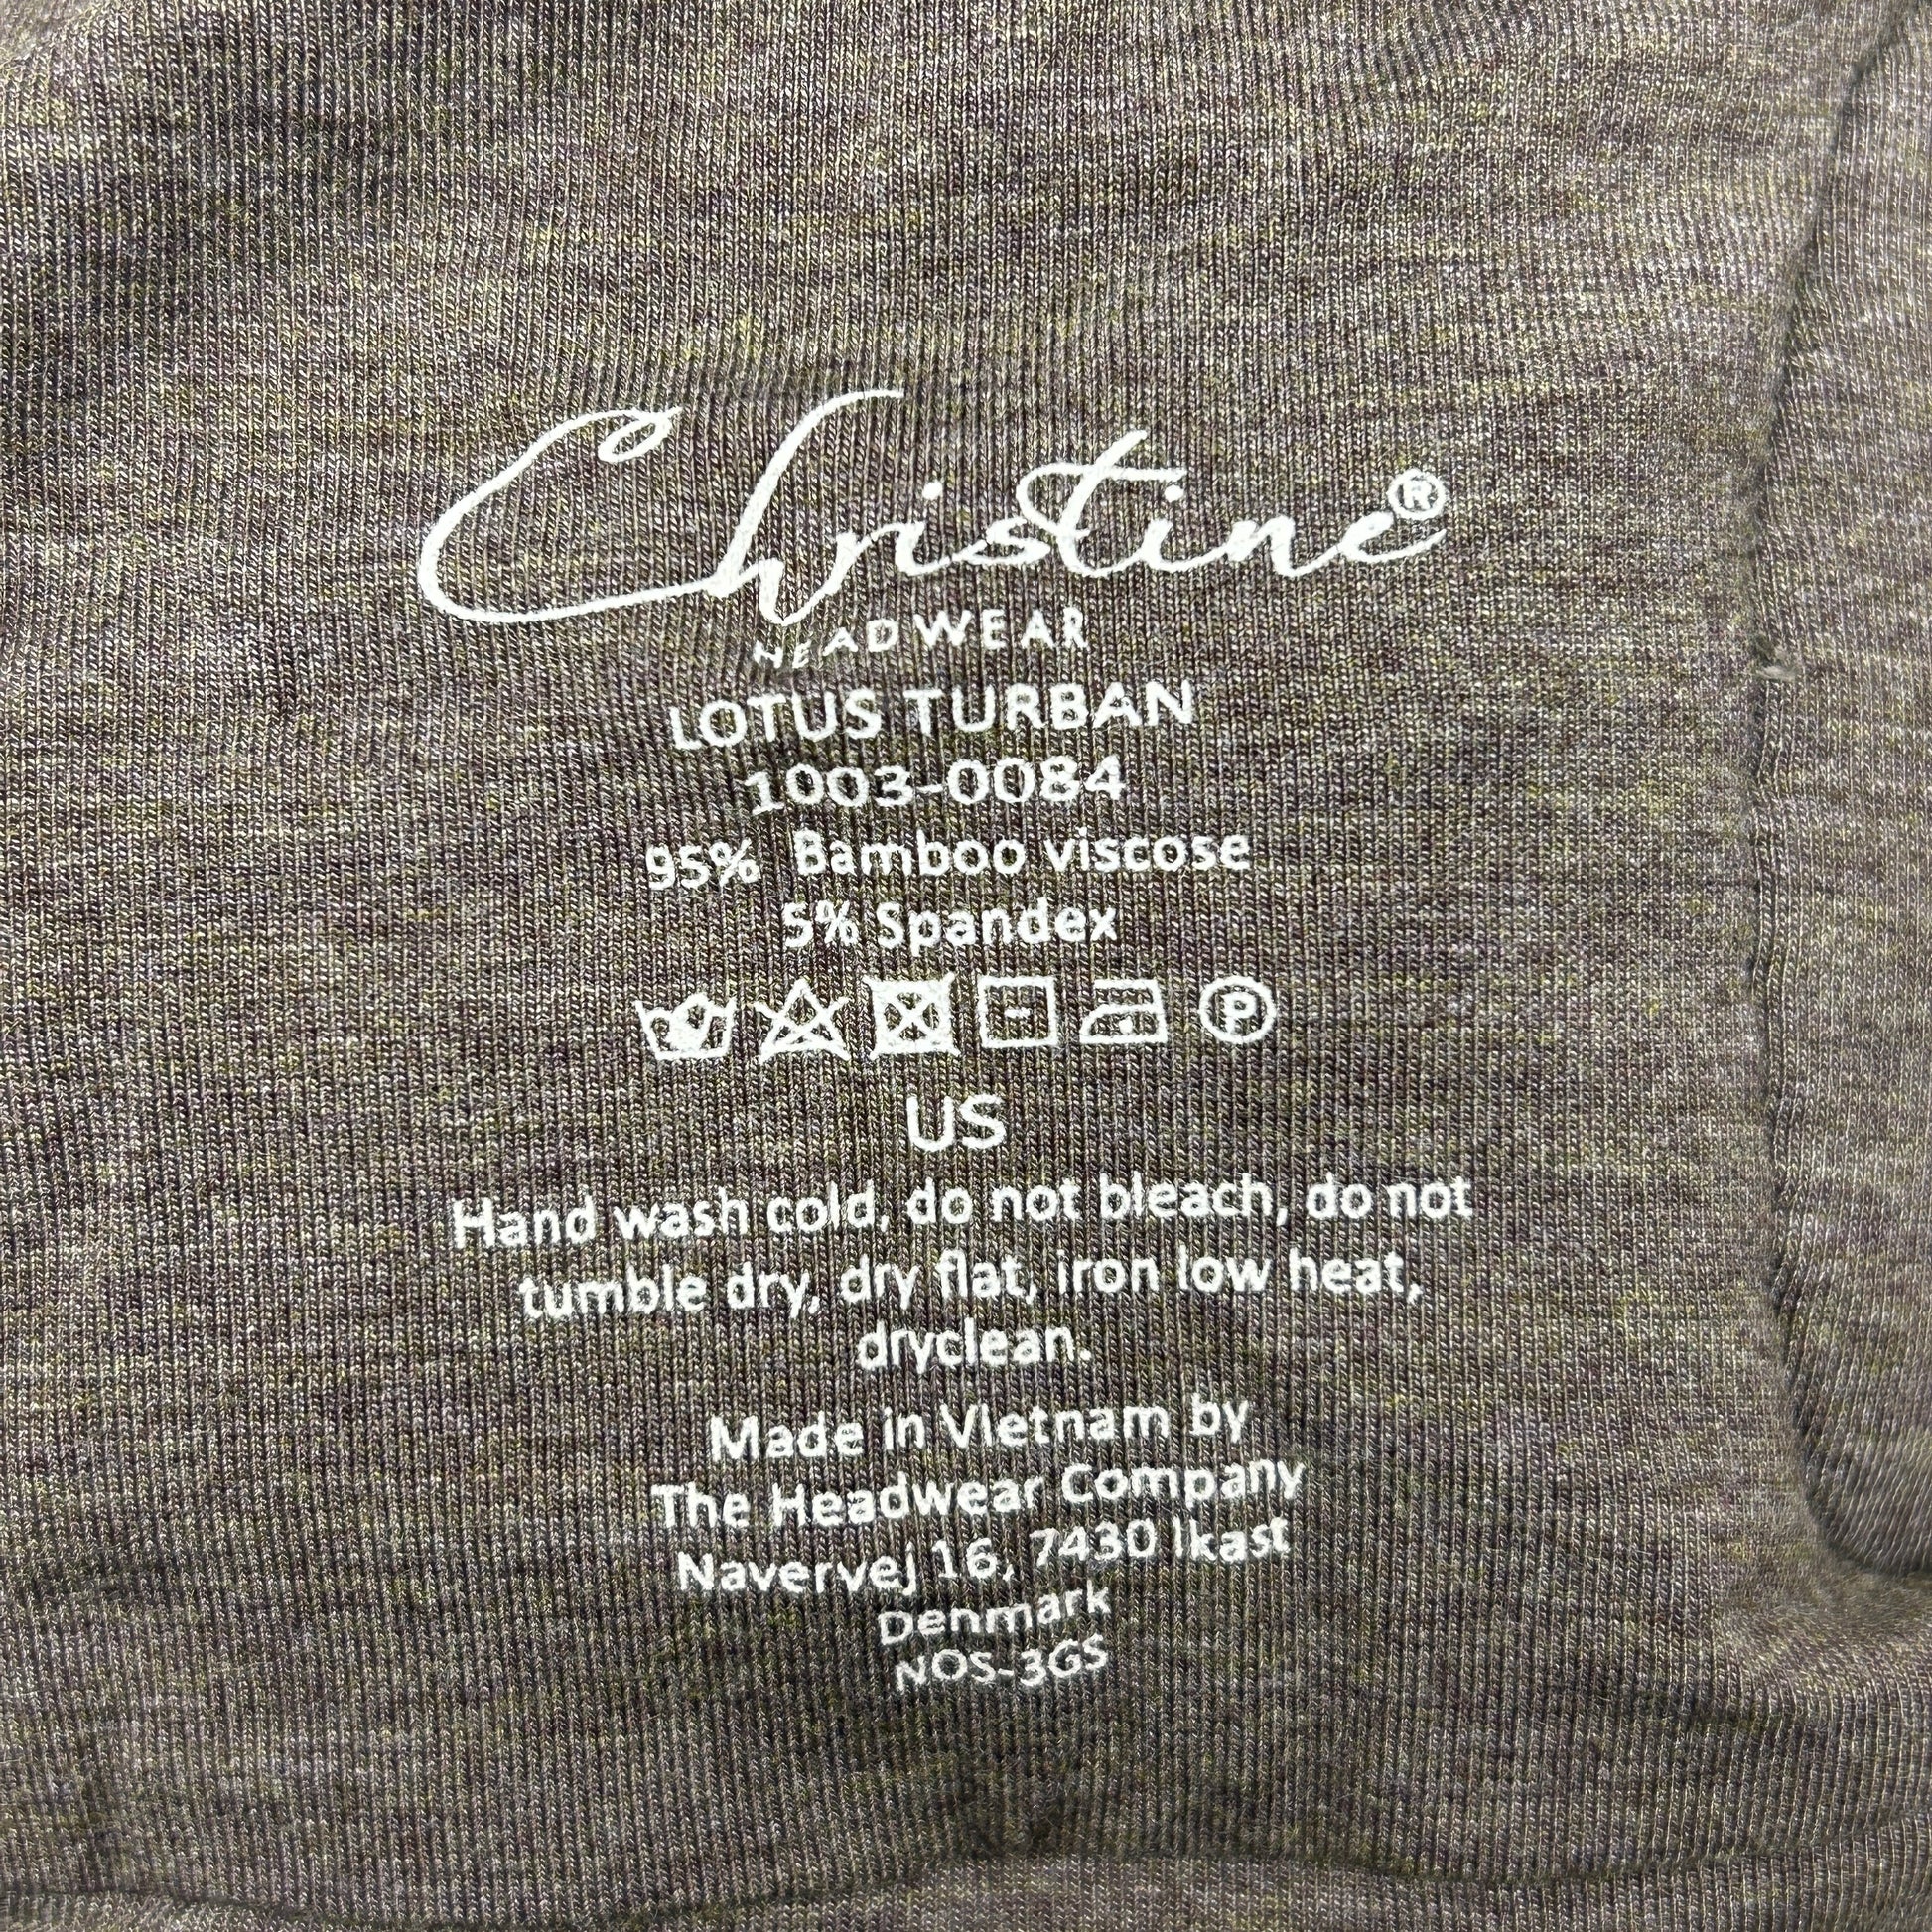 Christine®
HEADWEAR
LOTUS TURBAN
1003-0084
95% Bamboo viscose
5% Spandex
P
US
Hand wash cold, do not bleach, do not
tumble dry, dry flat, iron low heat,
dryclean.
Made in Vietnam by
The Headwear Company
Navervej 16, 7430 Ikast
Denmark
NOS-3GS